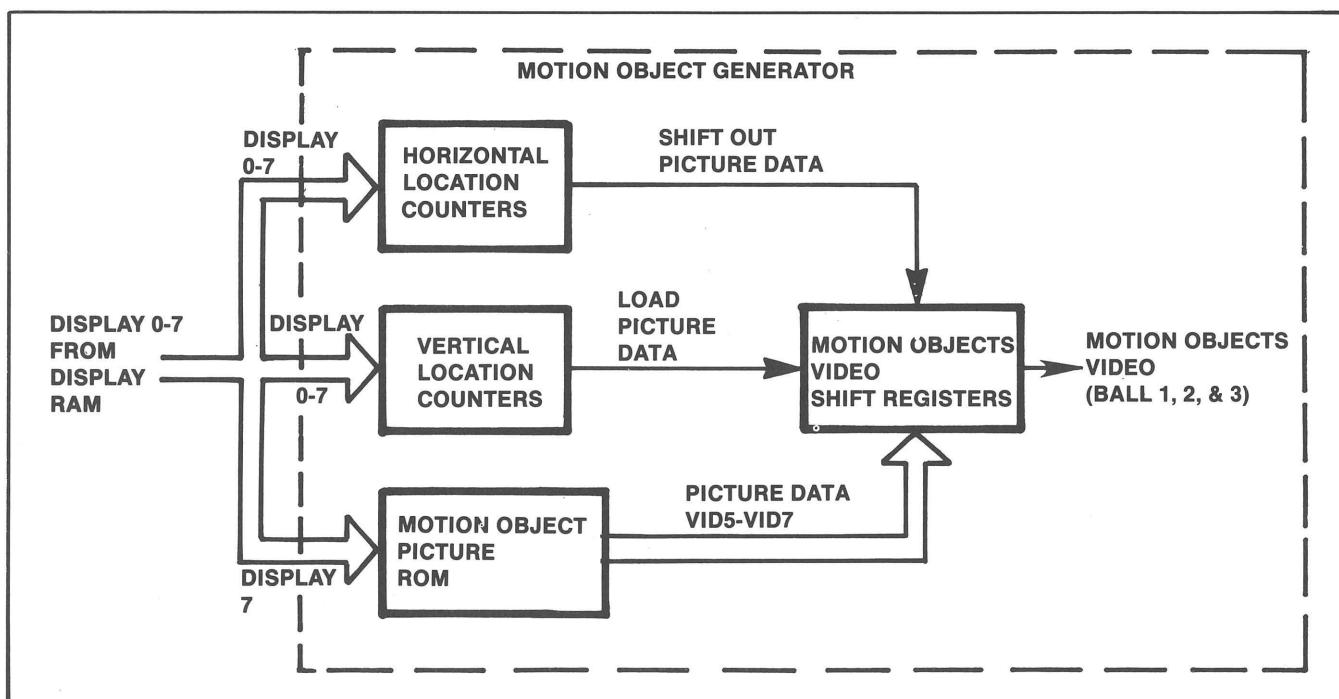 MOTION OBJECT GENERATOR
DISPLAY
0-7
HORIZONTAL
LOCATION
COUNTERS
SHIFT OUT
PICTURE DATA
DISPLAY 0-7
FROM
DISPLAY
RAM
DISPLAY
0-7
VERTICAL
LOCATION
COUNTERS
LOAD
PICTURE
DATA
MOTION OBJECTS
VIDEO
SHIFT REGISTERS
MOTION OBJECTS
VIDEO
(BALL 1, 2, & 3)
DISPLAY
7
MOTION OBJECT
PICTURE
ROM
PICTURE DATA
VID5-VID7